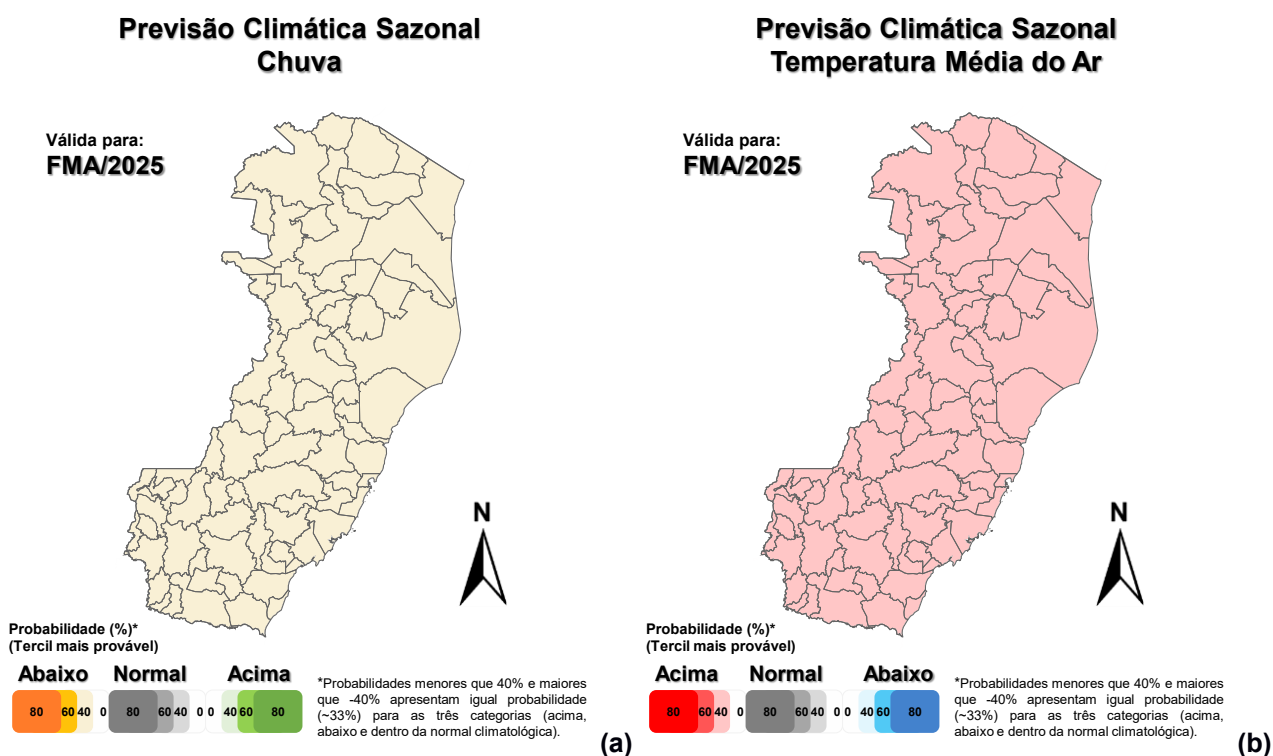 Previsão Climática Sazonal
Chuva
Válida para:
FMA/2025
N
Probabilidade (%)*
(Tercil mais provável)
Abaixo Normal Acima
80 60 40 0 80 60 40 0 0 40 60 80
*Probabilidades menores que 40% e maiores
que -40% apresentam igual probabilidade
(~33%) para as três categorias (acima,
abaixo e dentro da normal climatológica).
(a)
Previsão Climática Sazonal
Temperatura Média do Ar
Válida para:
FMA/2025
N
Probabilidade (%)*
(Tercil mais provável)
Acima Normal Abaixo
80 60 40 0 80 60 40 0 0 40 60 80
*Probabilidades menores que 40% e maiores
que -40% apresentam igual probabilidade
(~33%) para as três categorias (acima,
abaixo e dentro da normal climatológica).
(b)